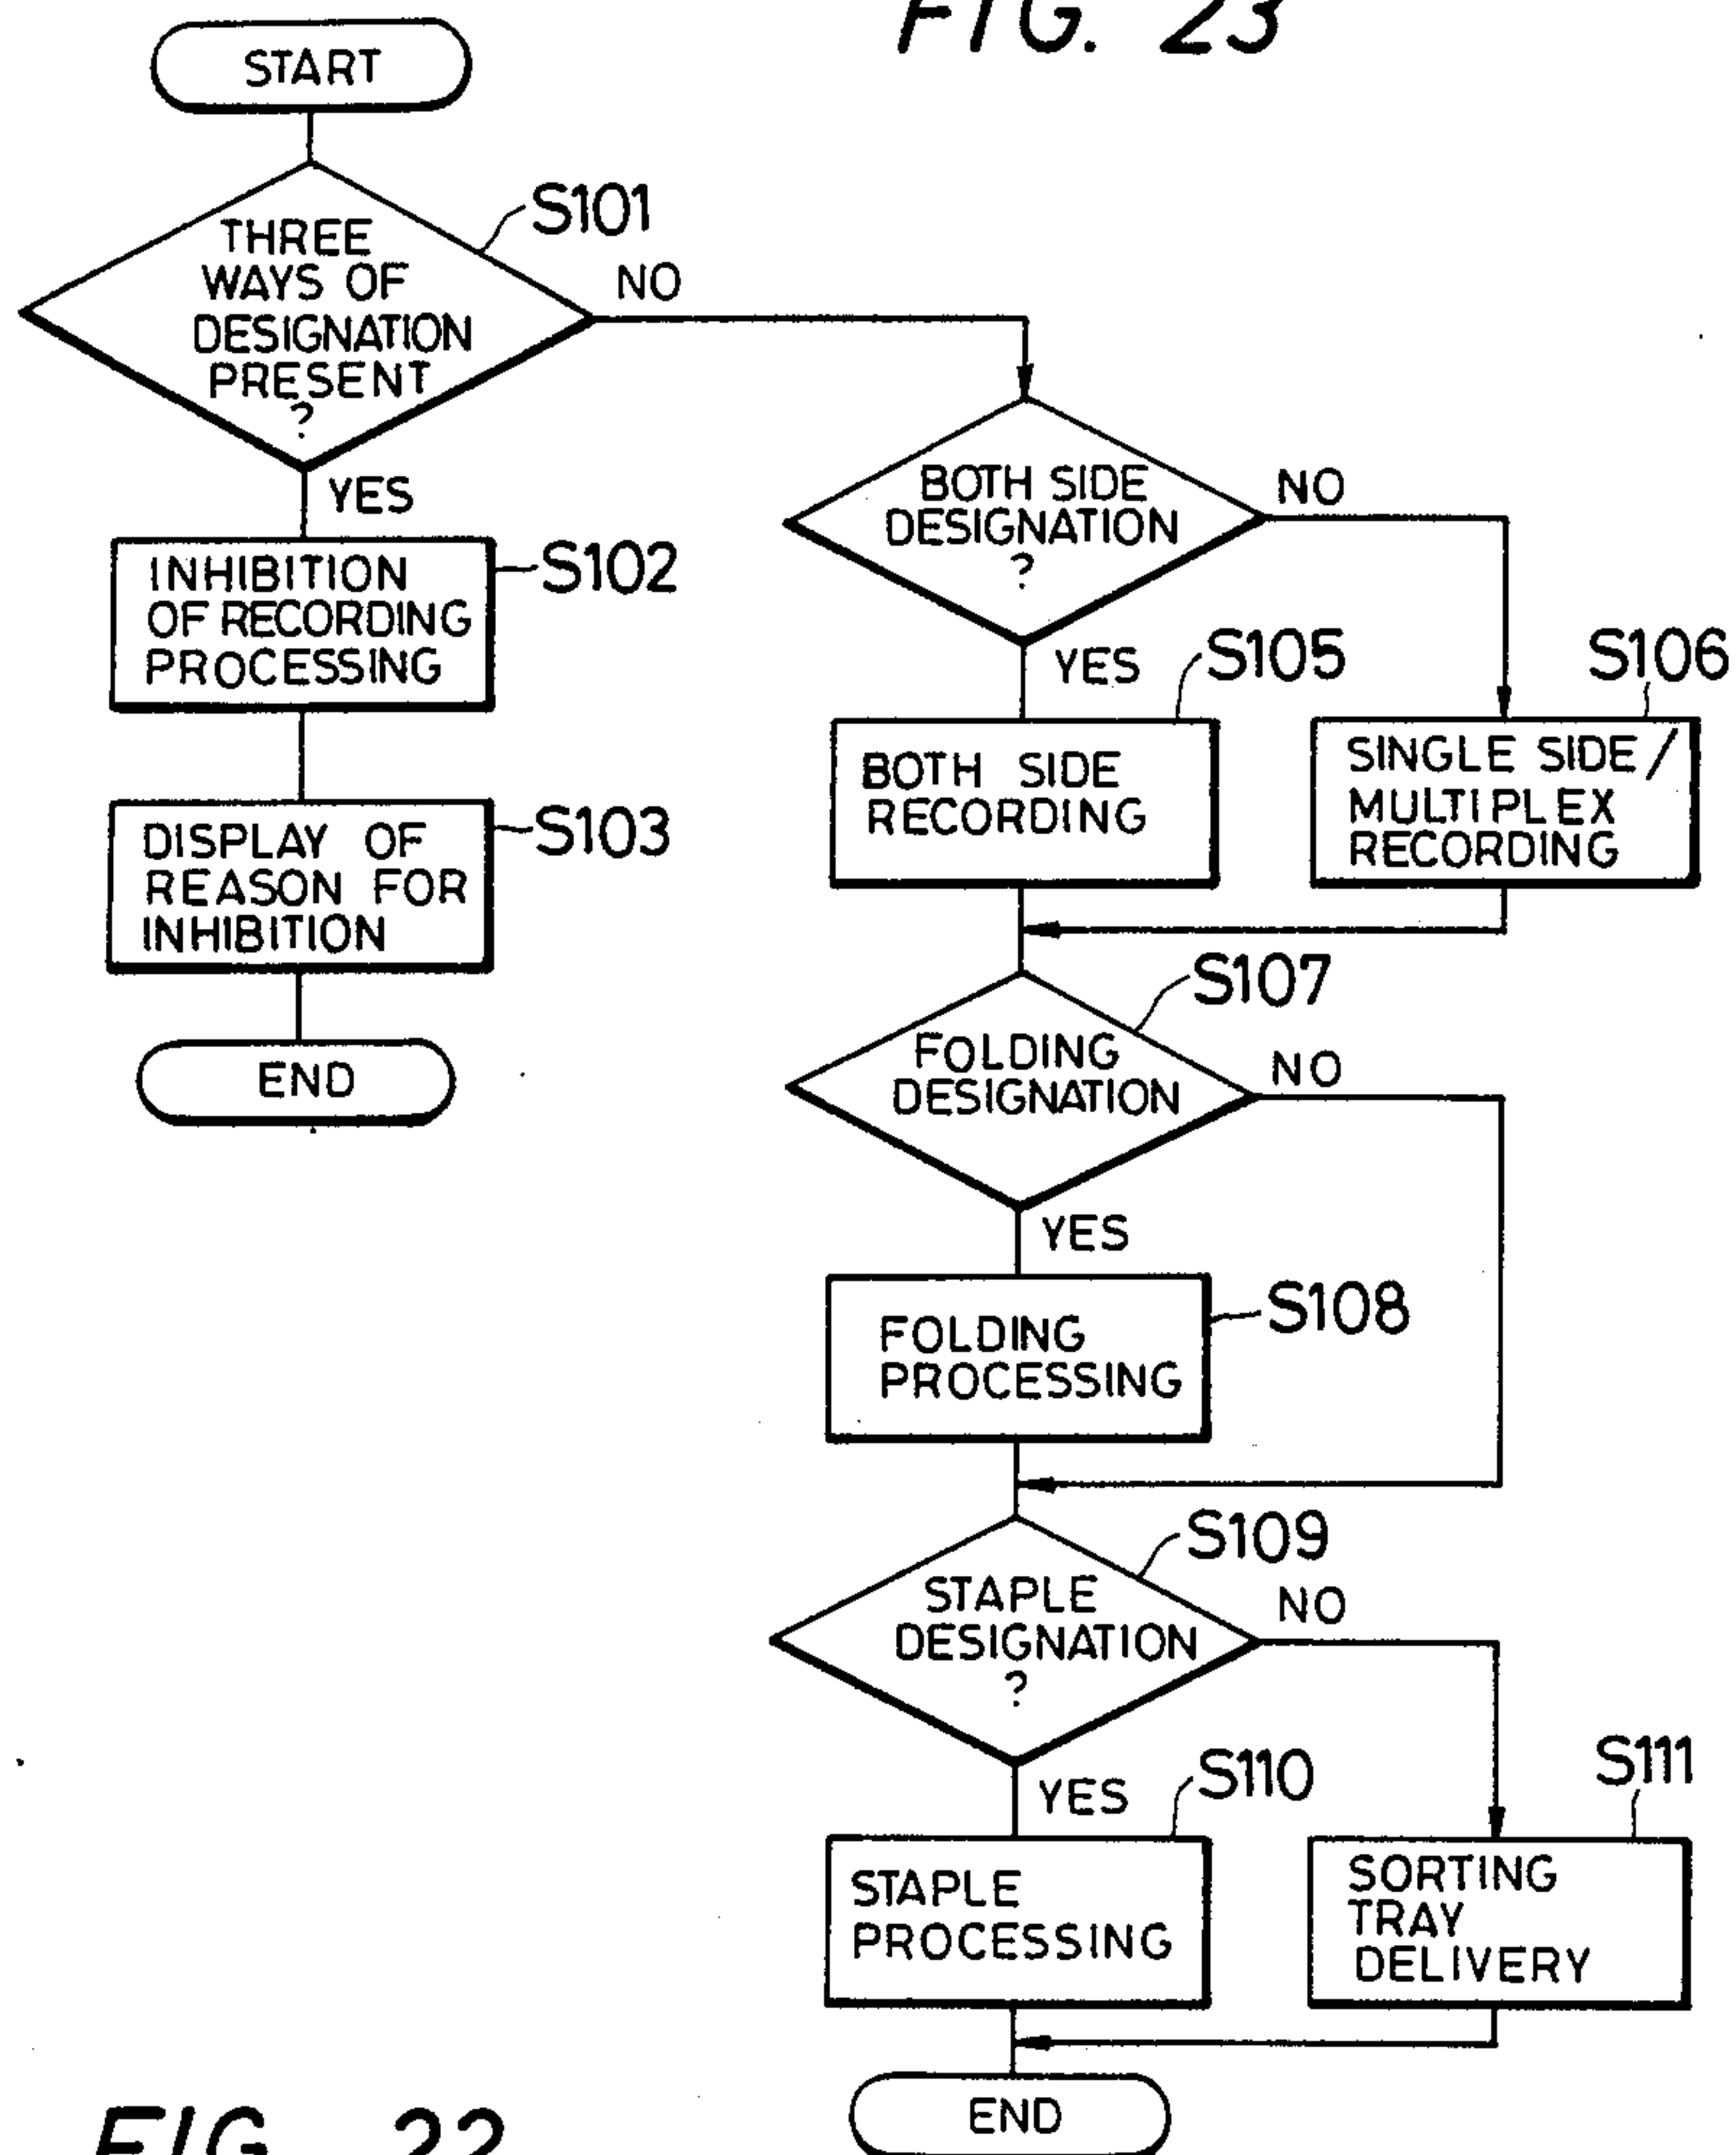 FIG. 23
START
S101
THREE
WAYS OF
DESIGNATION
PRESENT
?
NO
YES
INHIBITION
OF RECORDING
PROCESSING
S102
DISPLAY OF
REASON FOR
INHIBITION
S103
END
BOTH SIDE
DESIGNATION
?
NO
YES
S105
BOTH SIDE
RECORDING
S106
SINGLE SIDE/
MULTIPLEX
RECORDING
S107
FOLDING
DESIGNATION
NO
YES
FOLDING
PROCESSING
S108
S109
STAPLE
DESIGNATION
?
NO
YES
S110
STAPLE
PROCESSING
S111
SORTING
TRAY
DELIVERY
END
FIG. 22